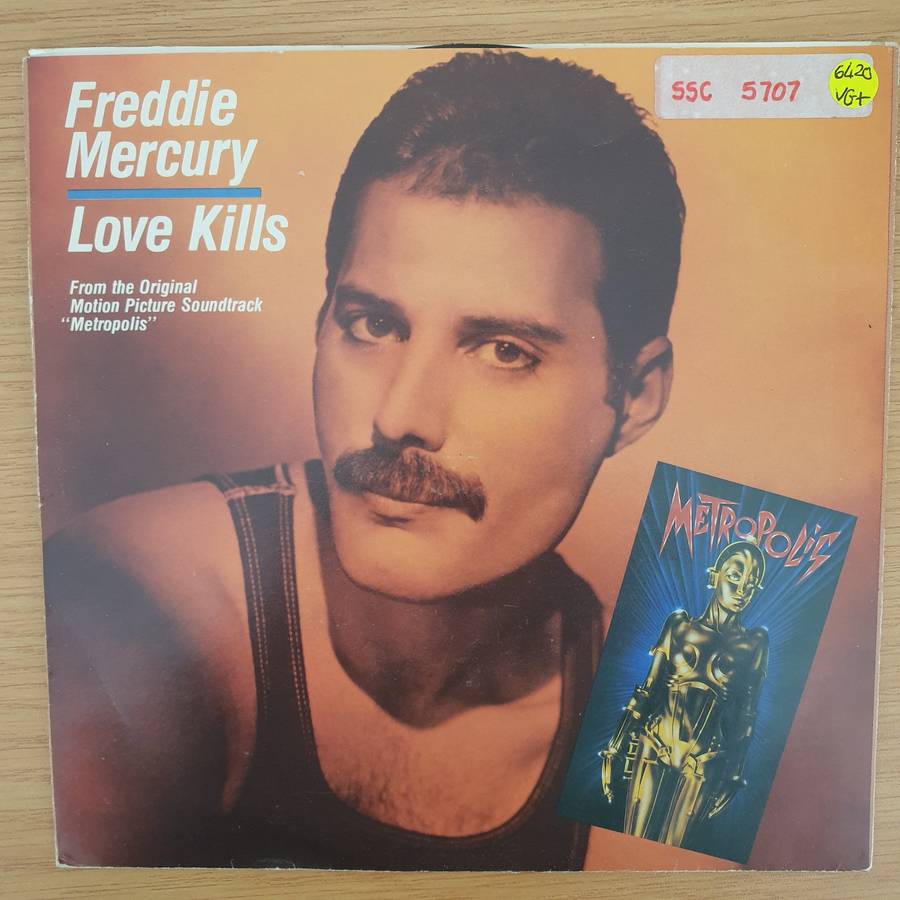 Freddie
Mercury
Love Kills
From the Original
Motion Picture Soundtrack
"Metropolis"
SSC 5707
6420
VG+
METROPOLIS